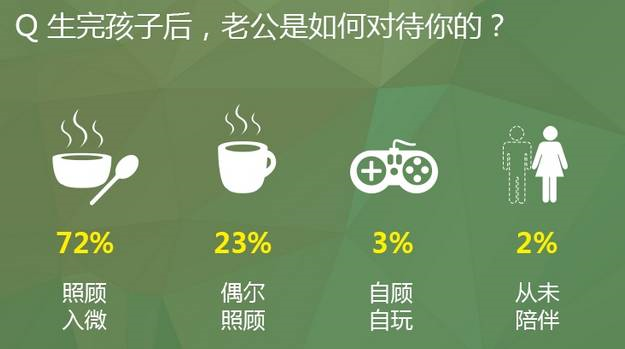 Q 生完孩子后，老公是如何对待你的？
72%
23%
3%
2%
照顾
入微
偶尔
照顾
自顾
自玩
从未
陪伴